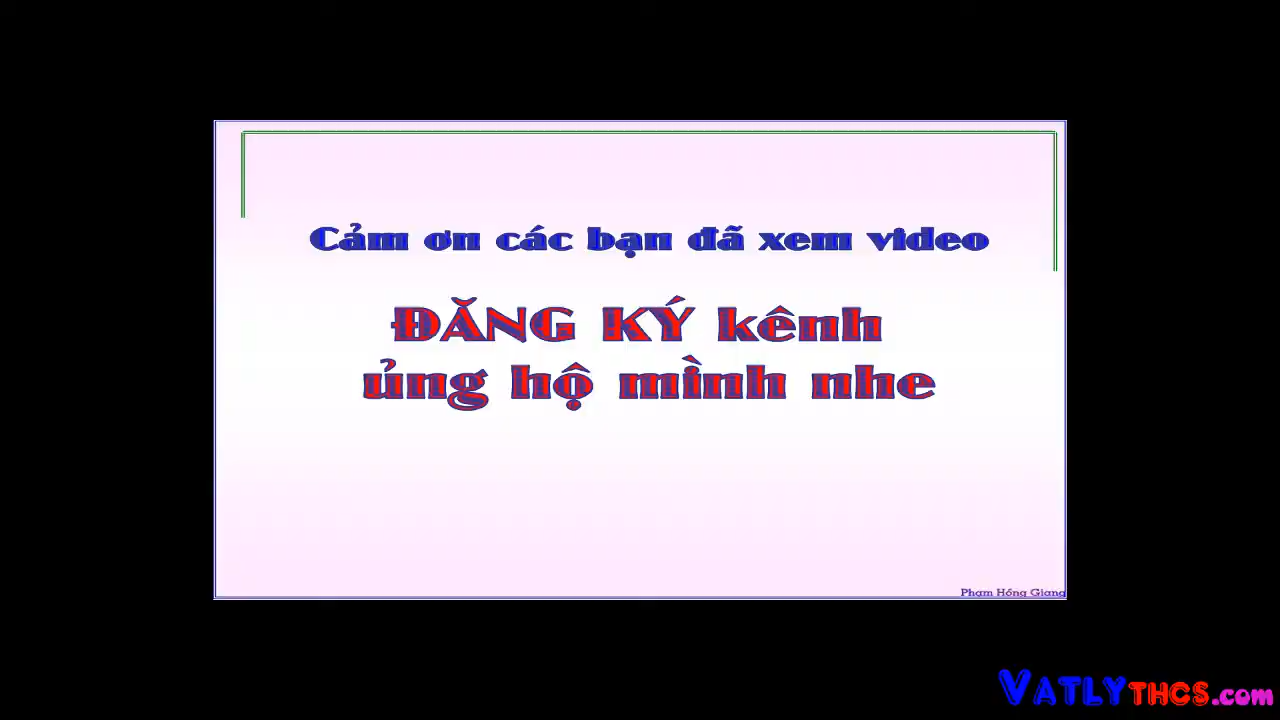 Cảm ơn các bạn đã xem video
ĐĂNG KÝ kênh
ủng hộ mình nhe
Phạm Hồng Giang
VATLYTHCS.com